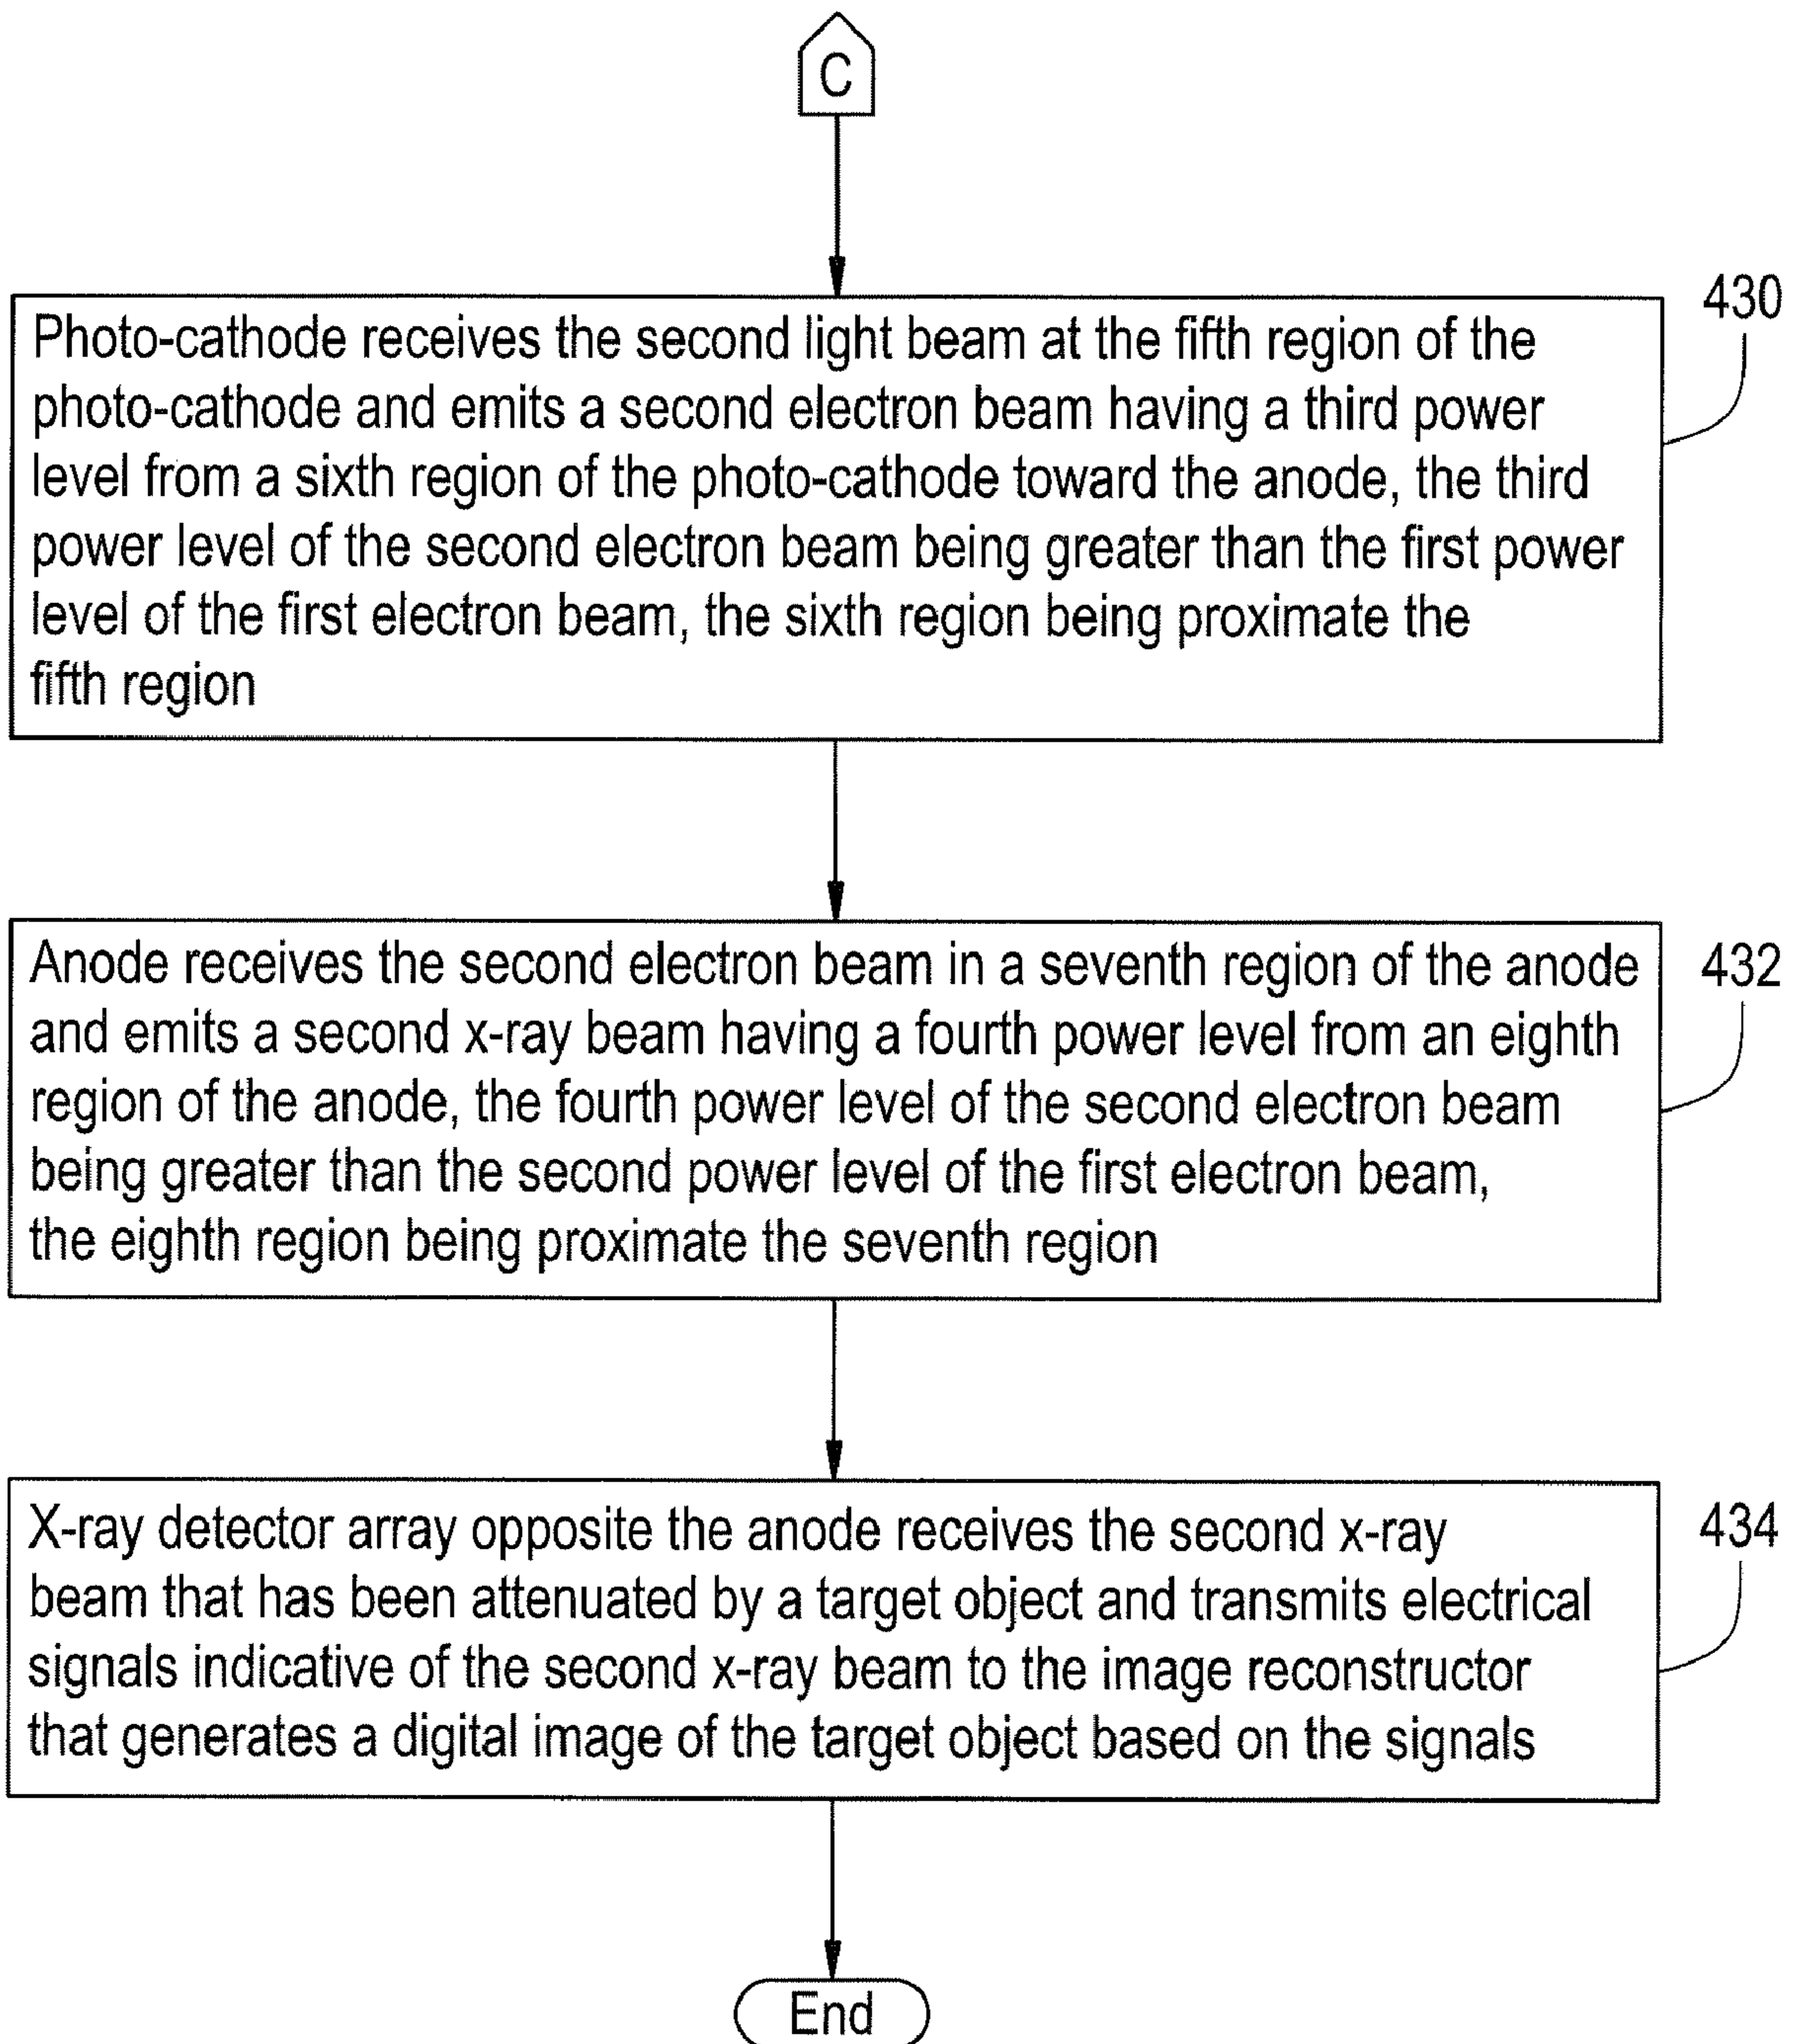 C
430
Photo-cathode receives the second light beam at the fifth region of the
photo-cathode and emits a second electron beam having a third power
level from a sixth region of the photo-cathode toward the anode, the third
power level of the second electron beam being greater than the first power
level of the first electron beam, the sixth region being proximate the
fifth region
432
Anode receives the second electron beam in a seventh region of the anode
and emits a second x-ray beam having a fourth power level from an eighth
region of the anode, the fourth power level of the second electron beam
being greater than the second power level of the first electron beam,
the eighth region being proximate the seventh region
434
X-ray detector array opposite the anode receives the second x-ray
beam that has been attenuated by a target object and transmits electrical
signals indicative of the second x-ray beam to the image reconstructor
that generates a digital image of the target object based on the signals
End